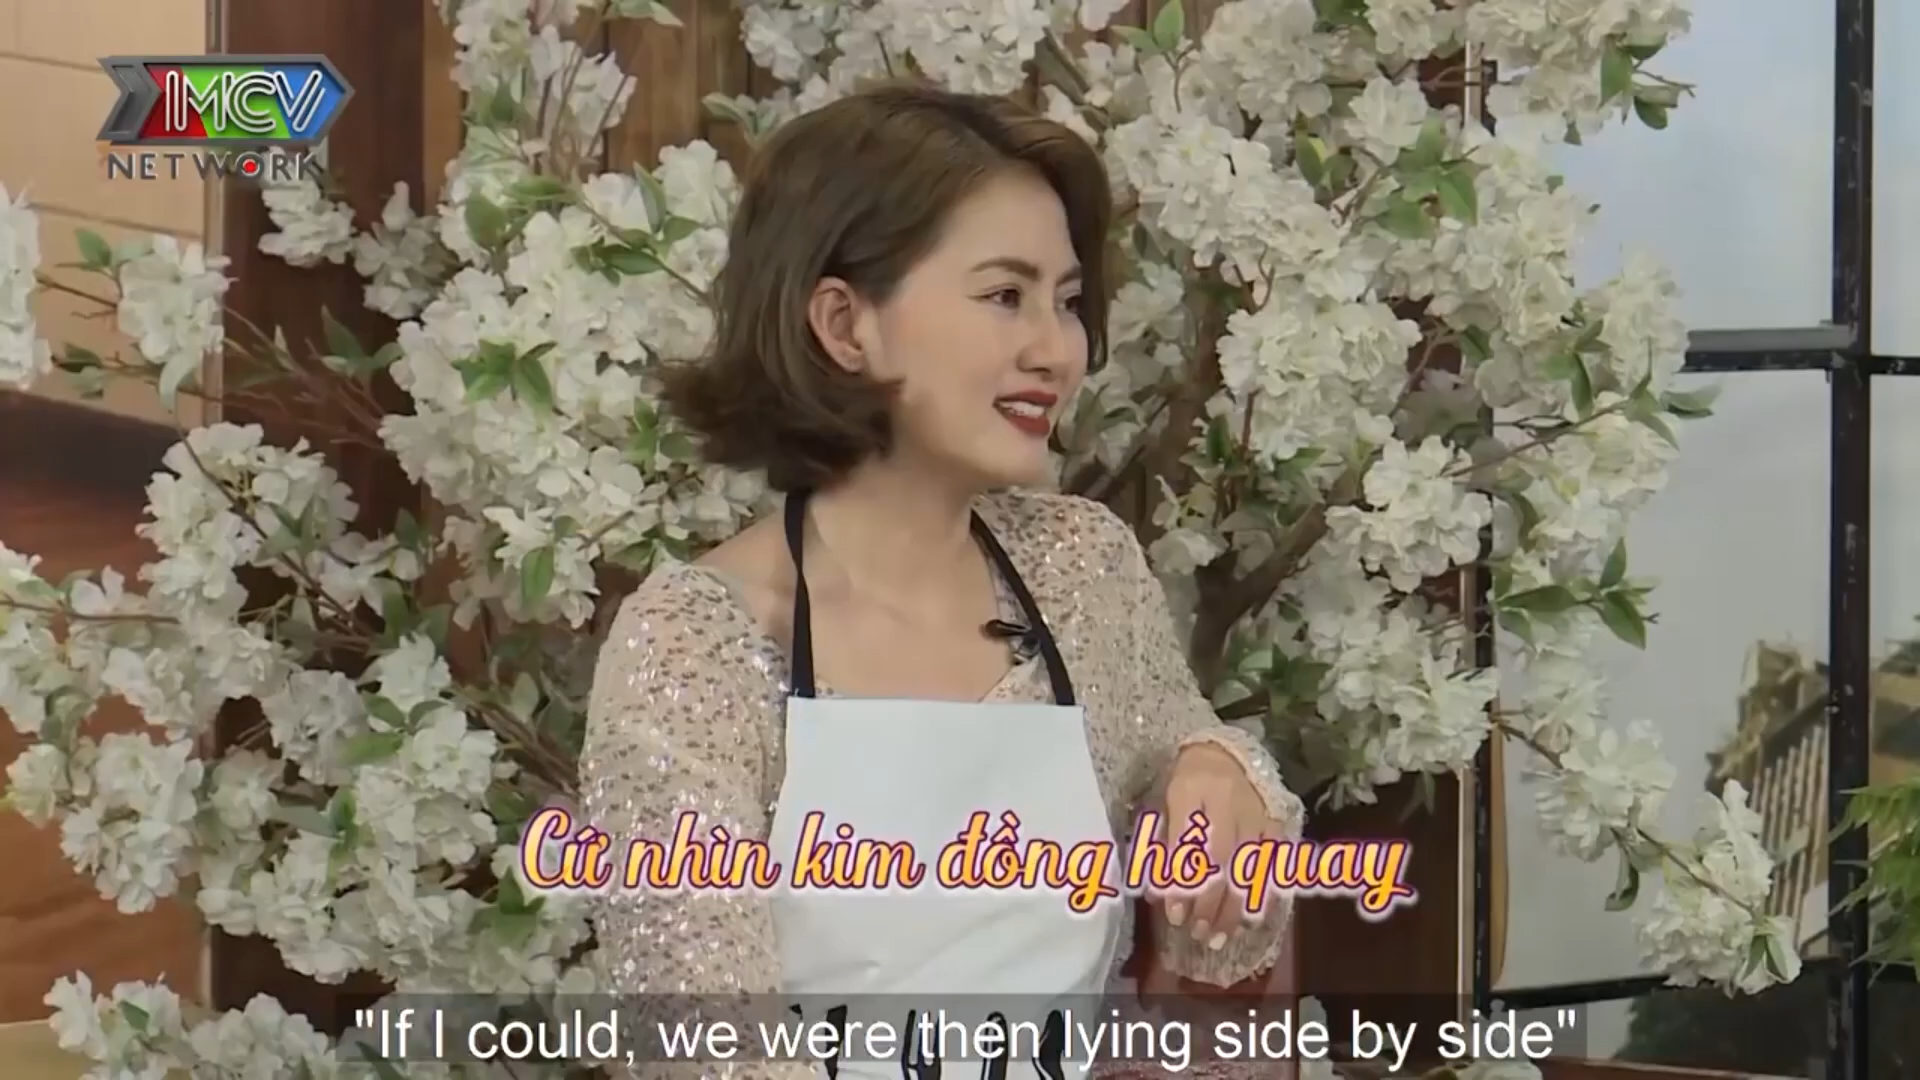 MCV
NETWORK
Cứ nhìn kim đồng hồ quay
"If I could, we were then lying side by side"